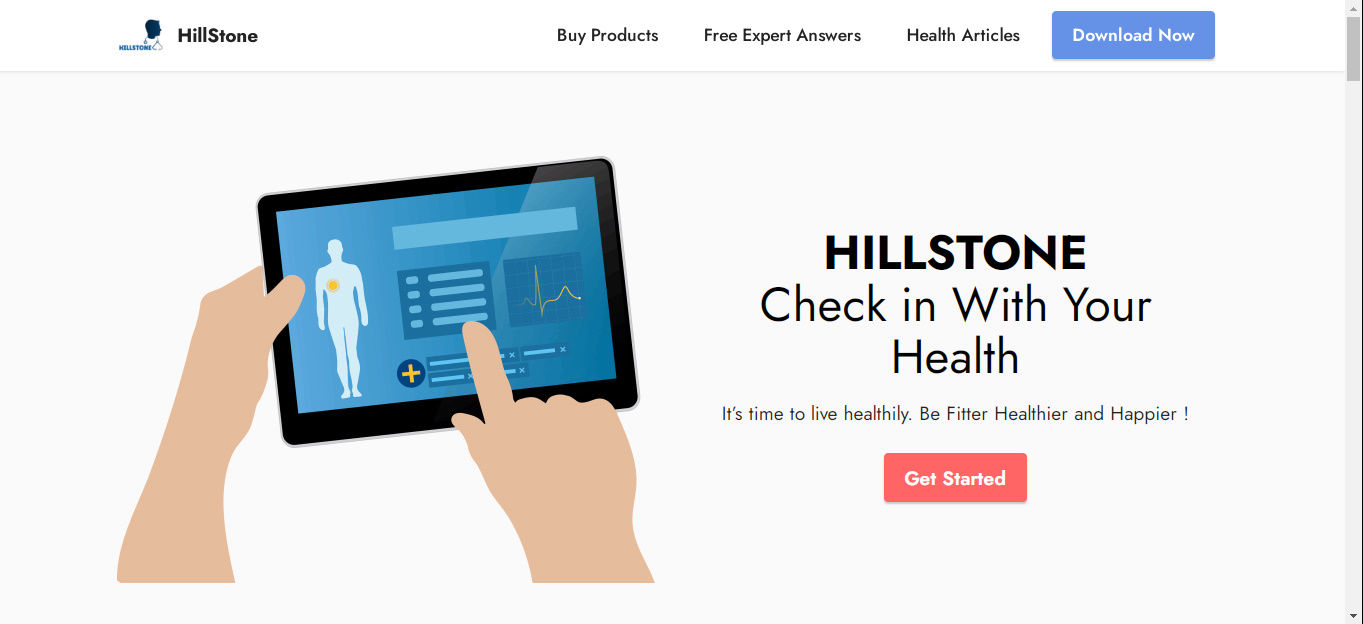 HILLSTONE
HillStone
Buy Products
Free Expert Answers
Health Articles
Download Now
HILLSTONE
Check in With Your
Health
It's time to live healthily. Be Fitter Healthier and Happier !
Get Started